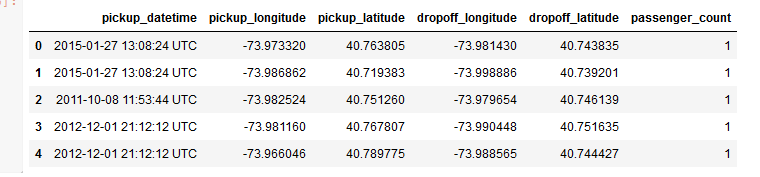 pickup_datetime pickup_longitude pickup_latitude dropoff_longitude dropoff_latitude passenger_count
0 2015-01-27 13:08:24 UTC -73.973320 40.763805 -73.981430 40.743835 1
1 2015-01-27 13:08:24 UTC -73.986862 40.719383 -73.998886 40.739201 1
2 2011-10-08 11:53:44 UTC -73.982524 40.751260 -73.979654 40.746139 1
3 2012-12-01 21:12:12 UTC -73.981160 40.767807 -73.990448 40.751635 1
4 2012-12-01 21:12:12 UTC -73.966046 40.789775 -73.988565 40.744427 1